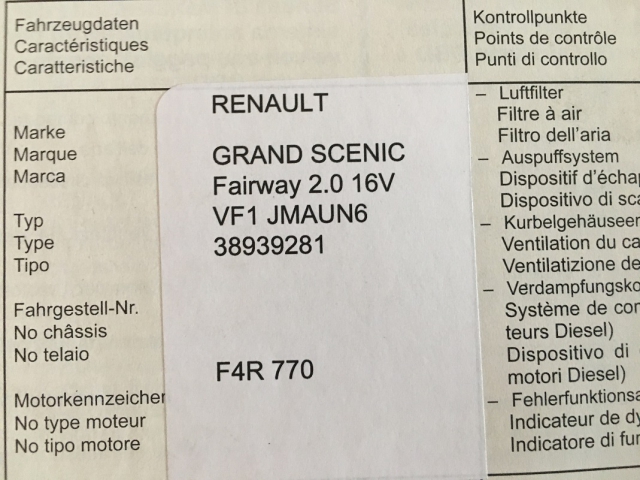 Fahrzeugdaten
Caractéristiques
Caratteristiche
Kontrollpunkte
Points de contrôle
Punti di controllo
Marke
Marque
Marca
Typ
Type
Tipo
Fahrgestell-Nr.
No châssis
No telaio
Motorkennzeichen
No type moteur
No tipo motore
RENAULT
GRAND SCENIC
Fairway 2.0 16V
VF1 JMAUN6
38939281
F4R 770
– Luftfilter
Filtre à air
Filtro dell'aria
– Auspuffsystem
Dispositif d'échap
Dispositivo di sca
– Kurbelgehäuseen
Ventilation du ca
Ventilatizione de
– Verdampfungsko
Système de con
teurs Diesel)
Dispositivo di
motori Diesel)
– Fehlerfunktionsa
Indicateur de dy
Indicatore di fun